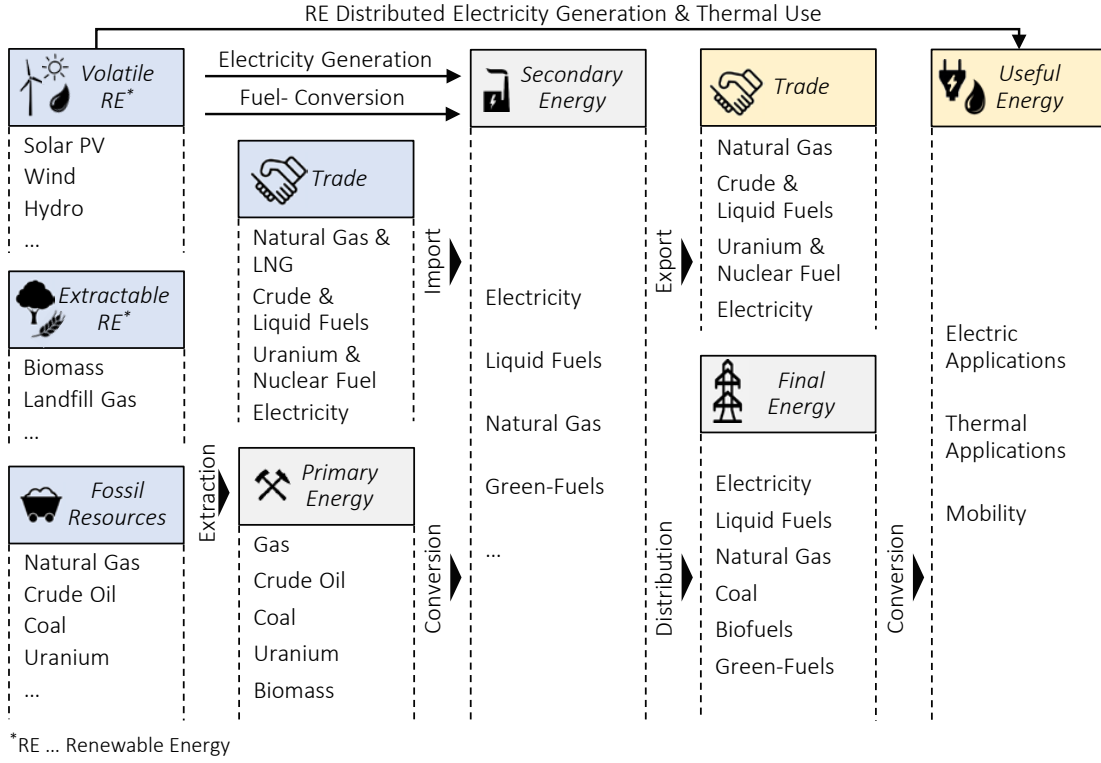 RE Distributed Electricity Generation & Thermal Use
Volatile
RE*
Solar PV
Wind
Hydro
...
Extractable
RE*
Biomass
Landfill Gas
...
Fossil
Resources
Natural Gas
Crude Oil
Coal
Uranium
...
Electricity Generation
Fuel- Conversion
Extraction
Trade
Natural Gas &
LNG
Crude &
Liquid Fuels
Uranium &
Nuclear Fuel
Electricity
Primary
Energy
Gas
Crude Oil
Coal
Uranium
Biomass
Import
Conversion
Secondary
Energy
Electricity
Liquid Fuels
Natural Gas
Green-Fuels
...
Export
Distribution
Trade
Natural Gas
Crude &
Liquid Fuels
Uranium &
Nuclear Fuel
Electricity
Final
Energy
Electricity
Liquid Fuels
Natural Gas
Coal
Biofuels
Green-Fuels
Conversion
Useful
Energy
Electric
Applications
Thermal
Applications
Mobility
*RE ... Renewable Energy